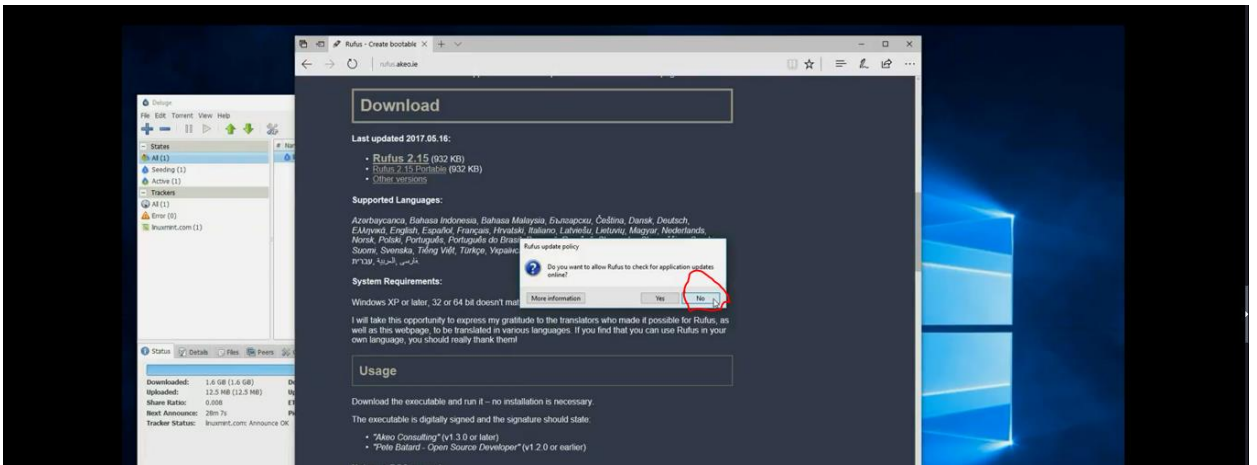 Rufus - Create bootable
rufus.akeo.ie
Download
Last updated 2017.05.16:
Rufus 2.15 (932 KB)
Rufus 2.15 Portable (932 KB)
Other versions
Supported Languages:
Azərbaycanca, Bahasa Indonesia, Bahasa Malaysia, Български, Čeština, Dansk, Deutsch,
Ελληνικά, English, Español, Français, Hrvatski, Italiano, Latviešu, Lietuvių, Magyar, Nederlands,
Norsk, Polski, Português, Português do Brasil
Suomi, Svenska, Tiếng Việt, Türkçe,
فارسی, العربية, עברית
System Requirements:
Windows XP or later, 32 or 64 bit doesn't
I will take this opportunity to express my gratitude to the translators who made it possible for Rufus, as
well as this webpage, to be translated in various languages. If you find that you can use Rufus in your
own language, you should really thank them!
Usage
Download the executable and run it – no installation is necessary.
The executable is digitally signed and the signature should state:
"Akeo Consulting" (v1.3.0 or later)
"Pete Batard - Open Source Developer" (v1.2.0 or earlier)
Rufus update policy
Do you want to allow Rufus to check for application updates
online?
More information Yes No
Deluge
File Edit Torrent View Help
States
All (1)
Seeding (1)
Active (1)
Trackers
All (1)
Error (0)
linuxmint.com (1)
#
Status Details Files Peers
Downloaded: 1.6 GB (1.6 GB)
Uploaded: 12.5 MB (12.5 MB)
Share Ratio: 0.008
Next Announce: 28m 7s
Tracker Status: linuxmint.com: Announce OK